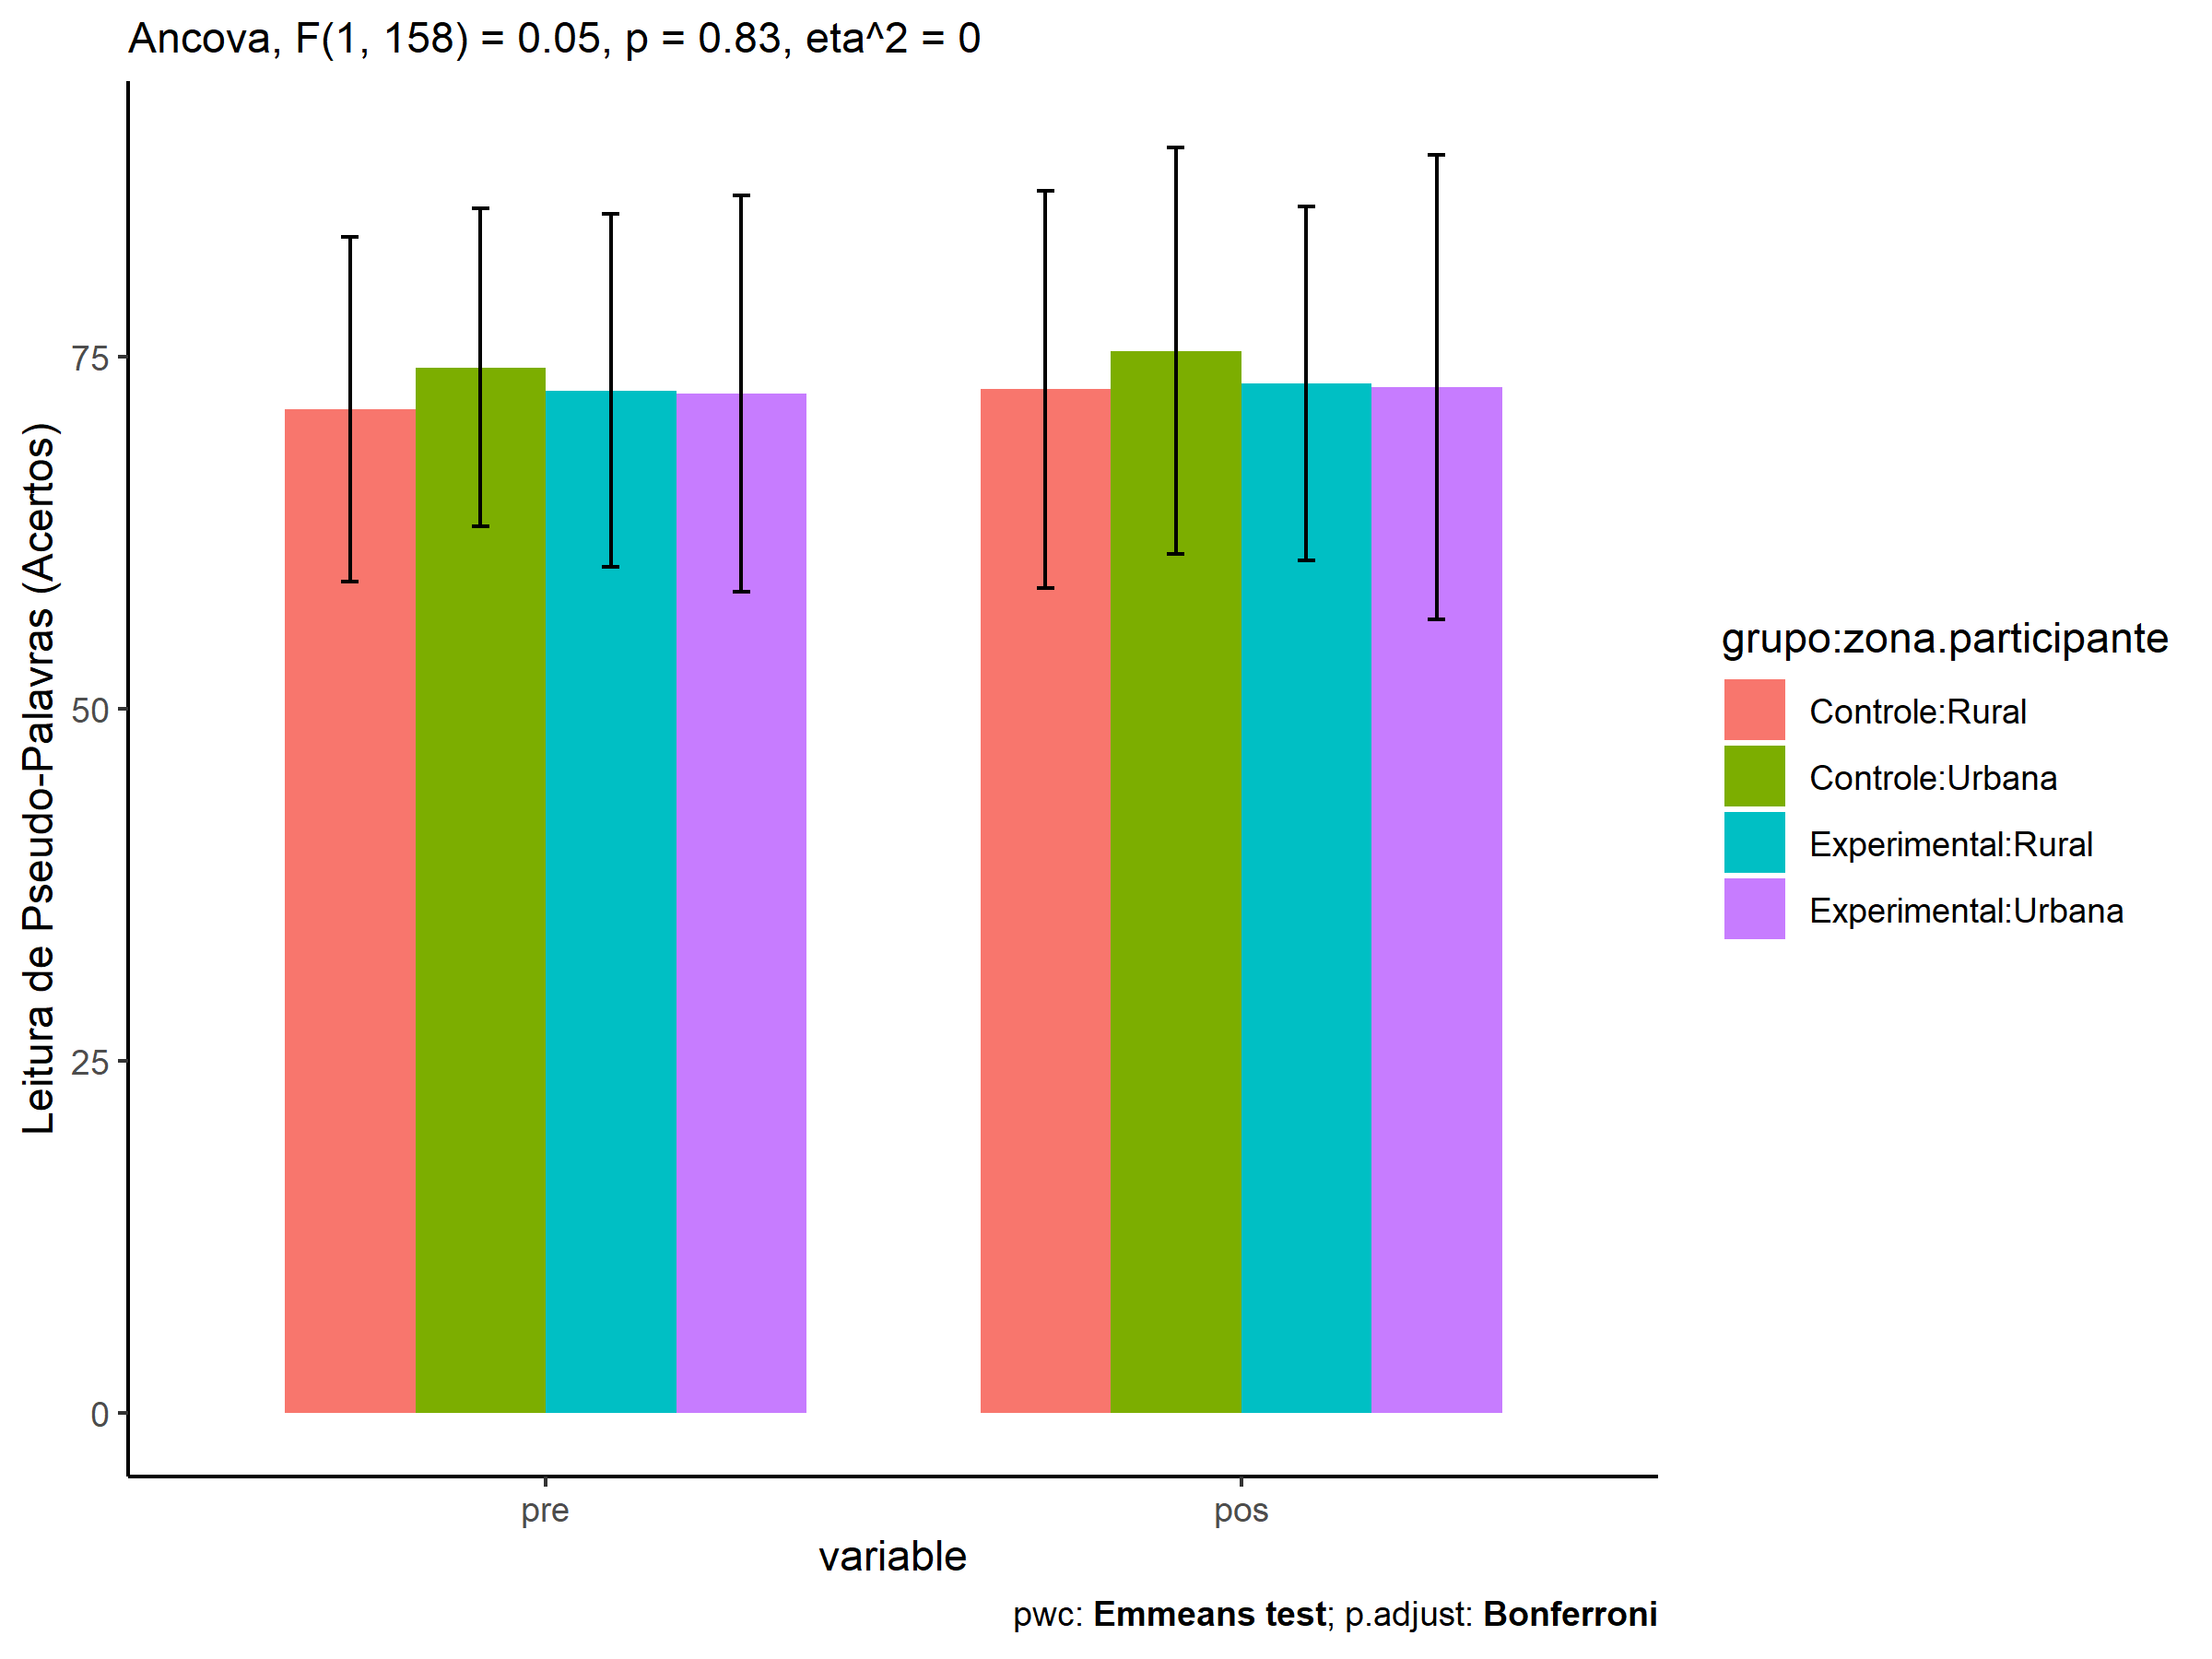 Ancova, F(1, 158) = 0.05, p = 0.83, eta^2 = 0
Leitura de Pseudo-Palavras (Acertos)
75
50
25
0
pre
pos
variable
grupo:zona.participante
Controle:Rural
Controle:Urbana
Experimental:Rural
Experimental:Urbana
pwc: Emmeans test; p.adjust: Bonferroni